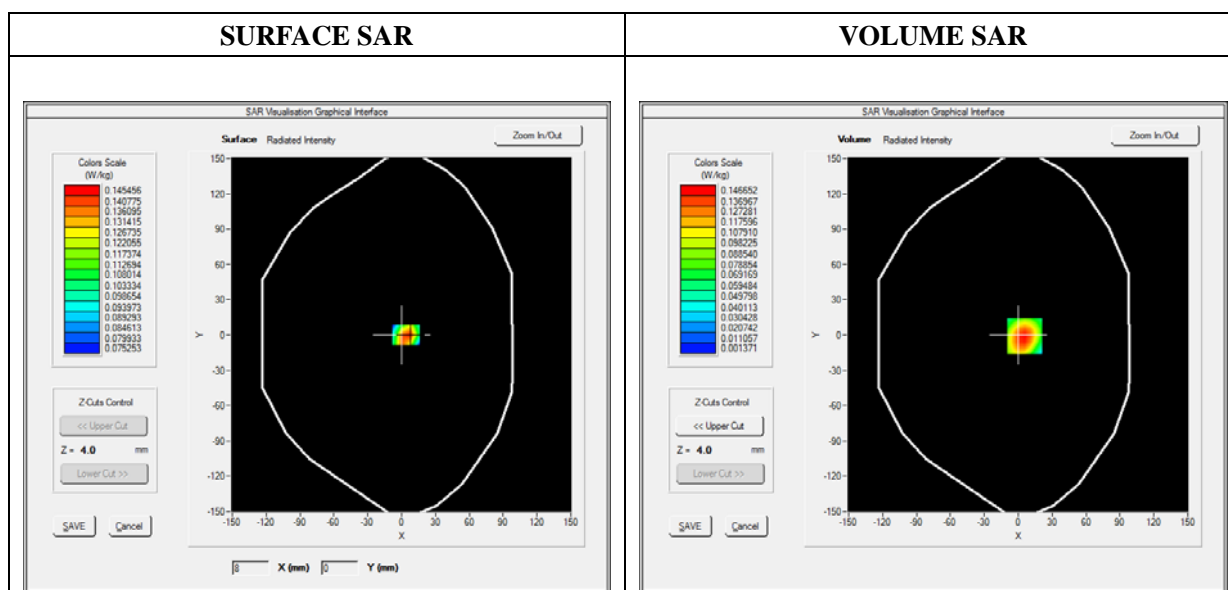 SURFACE SAR
VOLUME SAR
SAR Visualisation Graphical Interface
Surface Radiated Intensity
Zoom In/Out
Colors Scale
(W/kg)
0.145456
0.140775
0.136095
0.131415
0.126735
0.122055
0.117374
0.112694
0.108014
0.103334
0.098654
0.093973
0.089293
0.084613
0.079933
0.075253
Z-Cuts Control
<< Upper Cut
Z = 4.0 mm
Lower Cut >>
SAVE Cancel
150
120
90
60
30
0
-30
-60
-90
-120
-150
Y
-150 -120 -90 -60 -30 0 30 60 90 120 150
X
8 X (mm) 0 Y (mm)
SAR Visualisation Graphical Interface
Volume Radiated Intensity
Zoom In/Out
Colors Scale
(W/kg)
0.146652
0.136967
0.127281
0.117596
0.107910
0.098225
0.088540
0.078854
0.069169
0.059484
0.049798
0.040113
0.030428
0.020742
0.011057
0.001371
Z-Cuts Control
<< Upper Cut
Z = 4.0 mm
Lower Cut >>
SAVE Cancel
150
120
90
60
30
0
-30
-60
-90
-120
-150
Y
-150 -120 -90 -60 -30 0 30 60 90 120 150
X